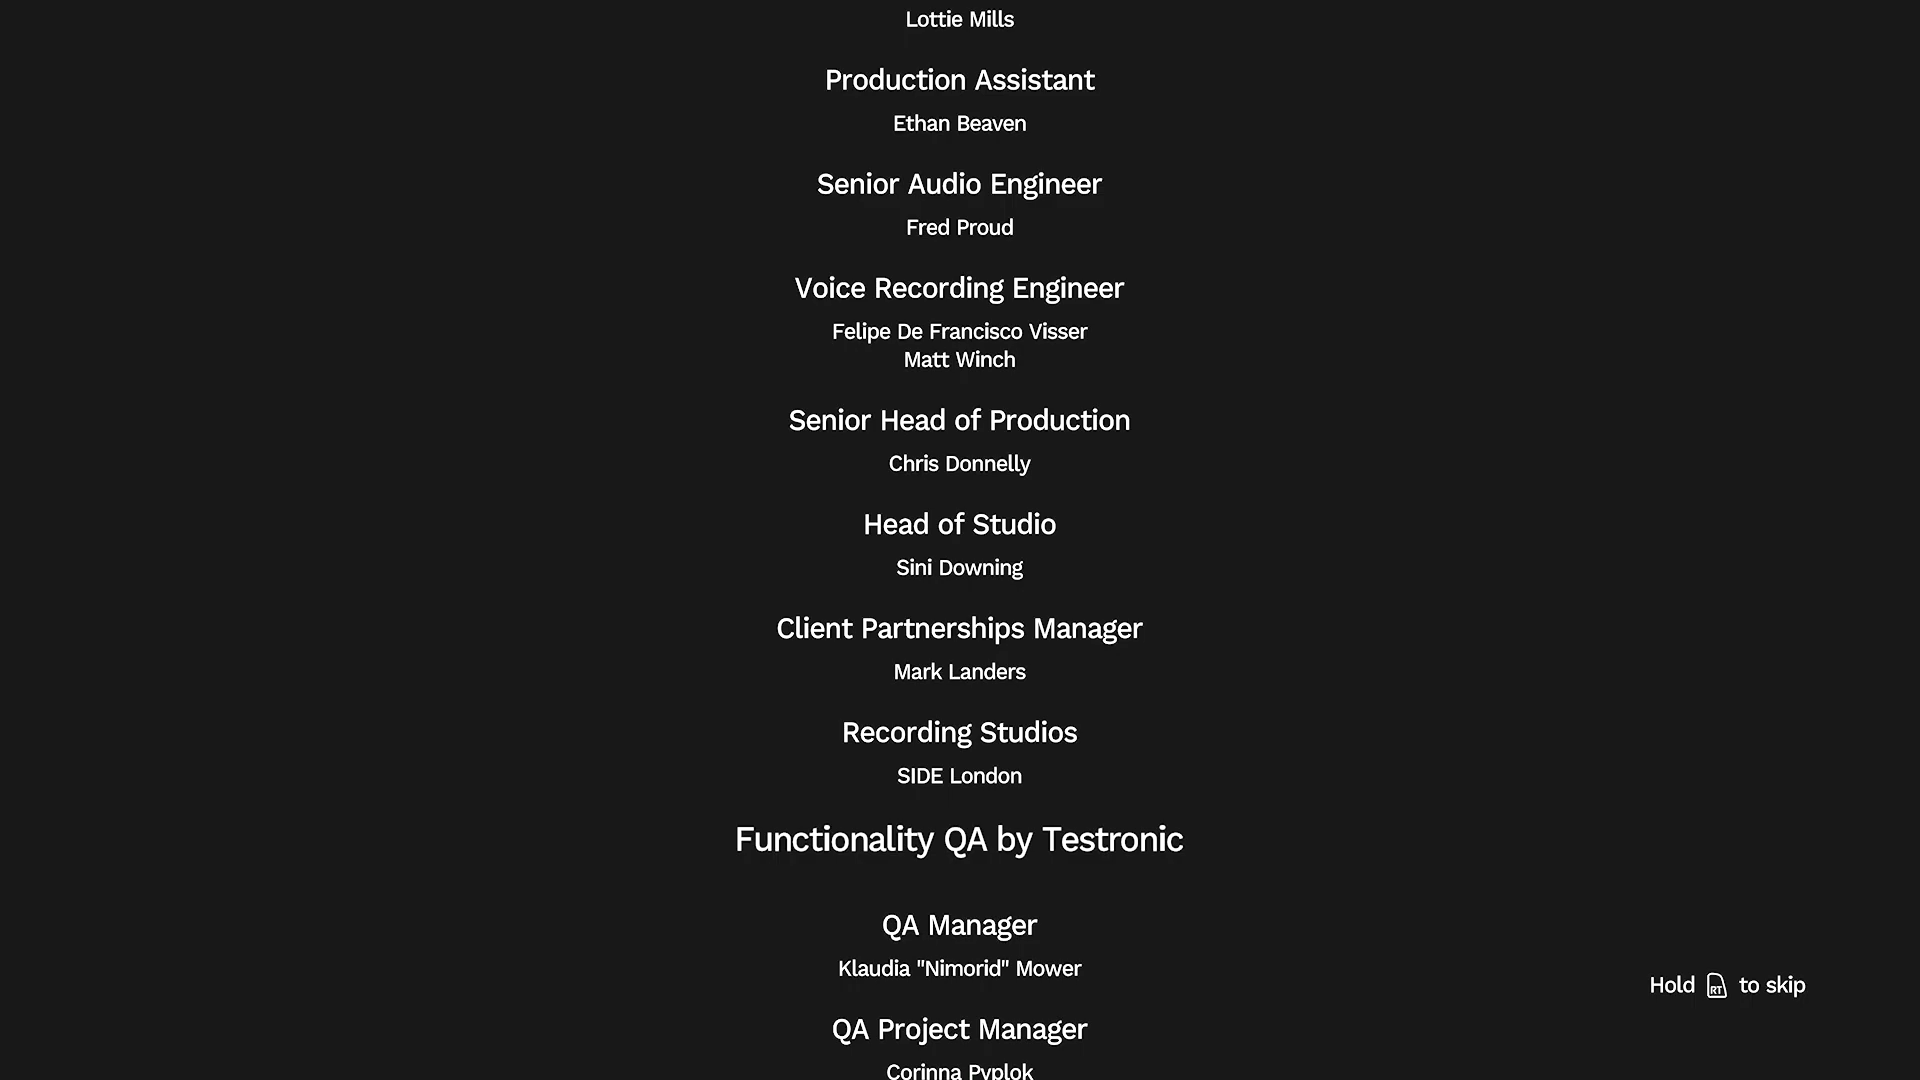 Lottie Mills
Production Assistant
Ethan Beaven
Senior Audio Engineer
Fred Proud
Voice Recording Engineer
Felipe De Francisco Visser
Matt Winch
Senior Head of Production
Chris Donnelly
Head of Studio
Sini Downing
Client Partnerships Manager
Mark Landers
Recording Studios
SIDE London
Functionality QA by Testronic
QA Manager
Klaudia "Nimorid" Mower
Hold RT to skip
QA Project Manager
Corinna Pyplok